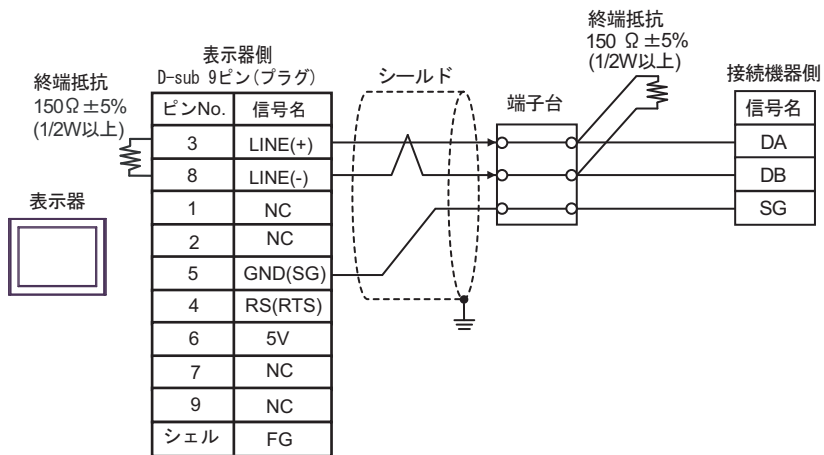 終端抵抗
150Ω±5%
(1/2W以上)
表示器
表示器側
D-sub 9ピン(プラグ)
ピンNo. 信号名
3 LINE(+)
8 LINE(-)
1 NC
2 NC
5 GND(SG)
4 RS(RTS)
6 5V
7 NC
9 NC
シェル FG
シールド
端子台
終端抵抗
150 Ω±5%
(1/2W以上)
接続機器側
信号名
DA
DB
SG